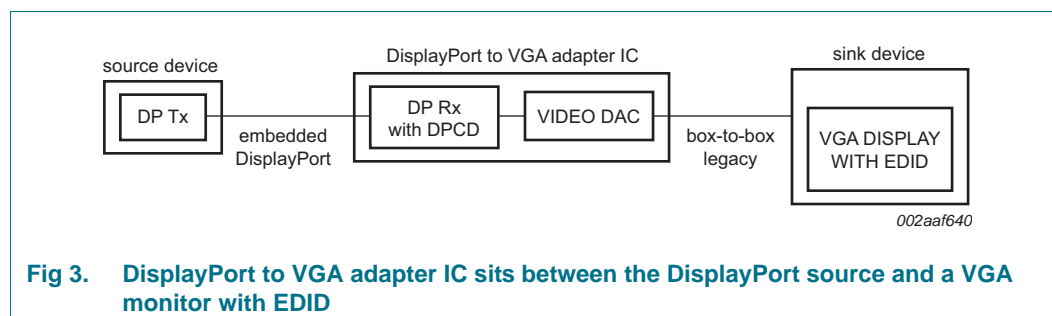 source device
DP Tx
embedded
DisplayPort
DisplayPort to VGA adapter IC
DP Rx
with DPCD
VIDEO DAC
box-to-box
legacy
sink device
VGA DISPLAY
WITH EDID
002aaf640
Fig 3. DisplayPort to VGA adapter IC sits between the DisplayPort source and a VGA
monitor with EDID